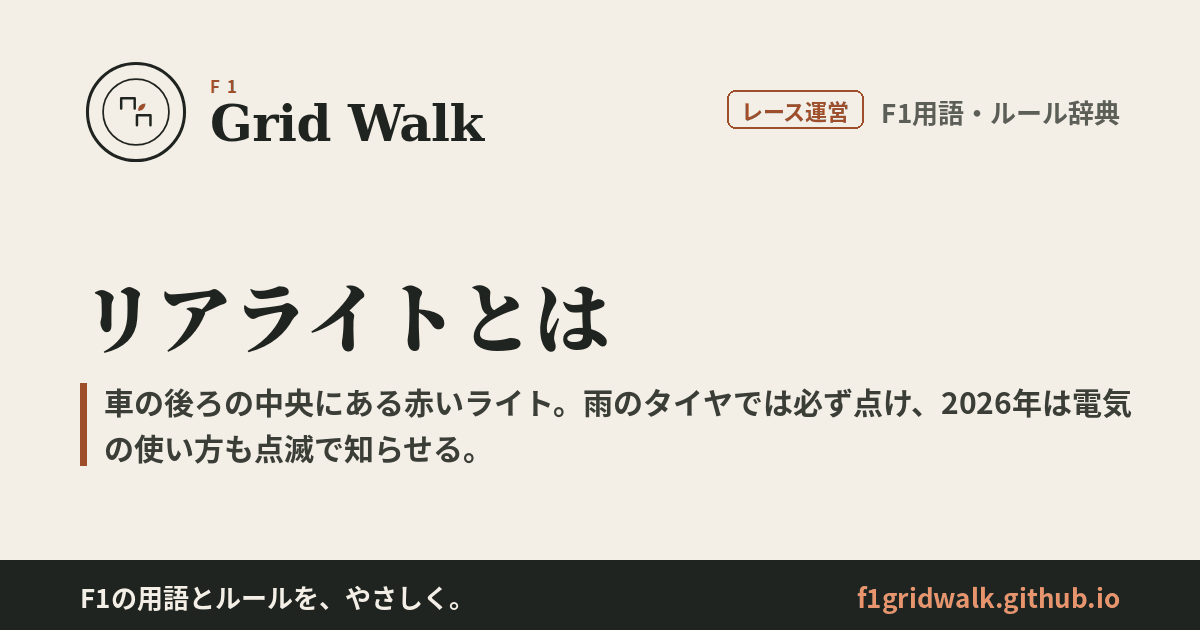 F1
Grid Walk
レース運営
F1用語・ルール辞典
リアライトとは
車の後ろの中央にある赤いライト。雨のタイヤでは必ず点け、2026年は電気
の使い方も点滅で知らせる。
F1の用語とルールを、やさしく。
f1gridwalk.github.io